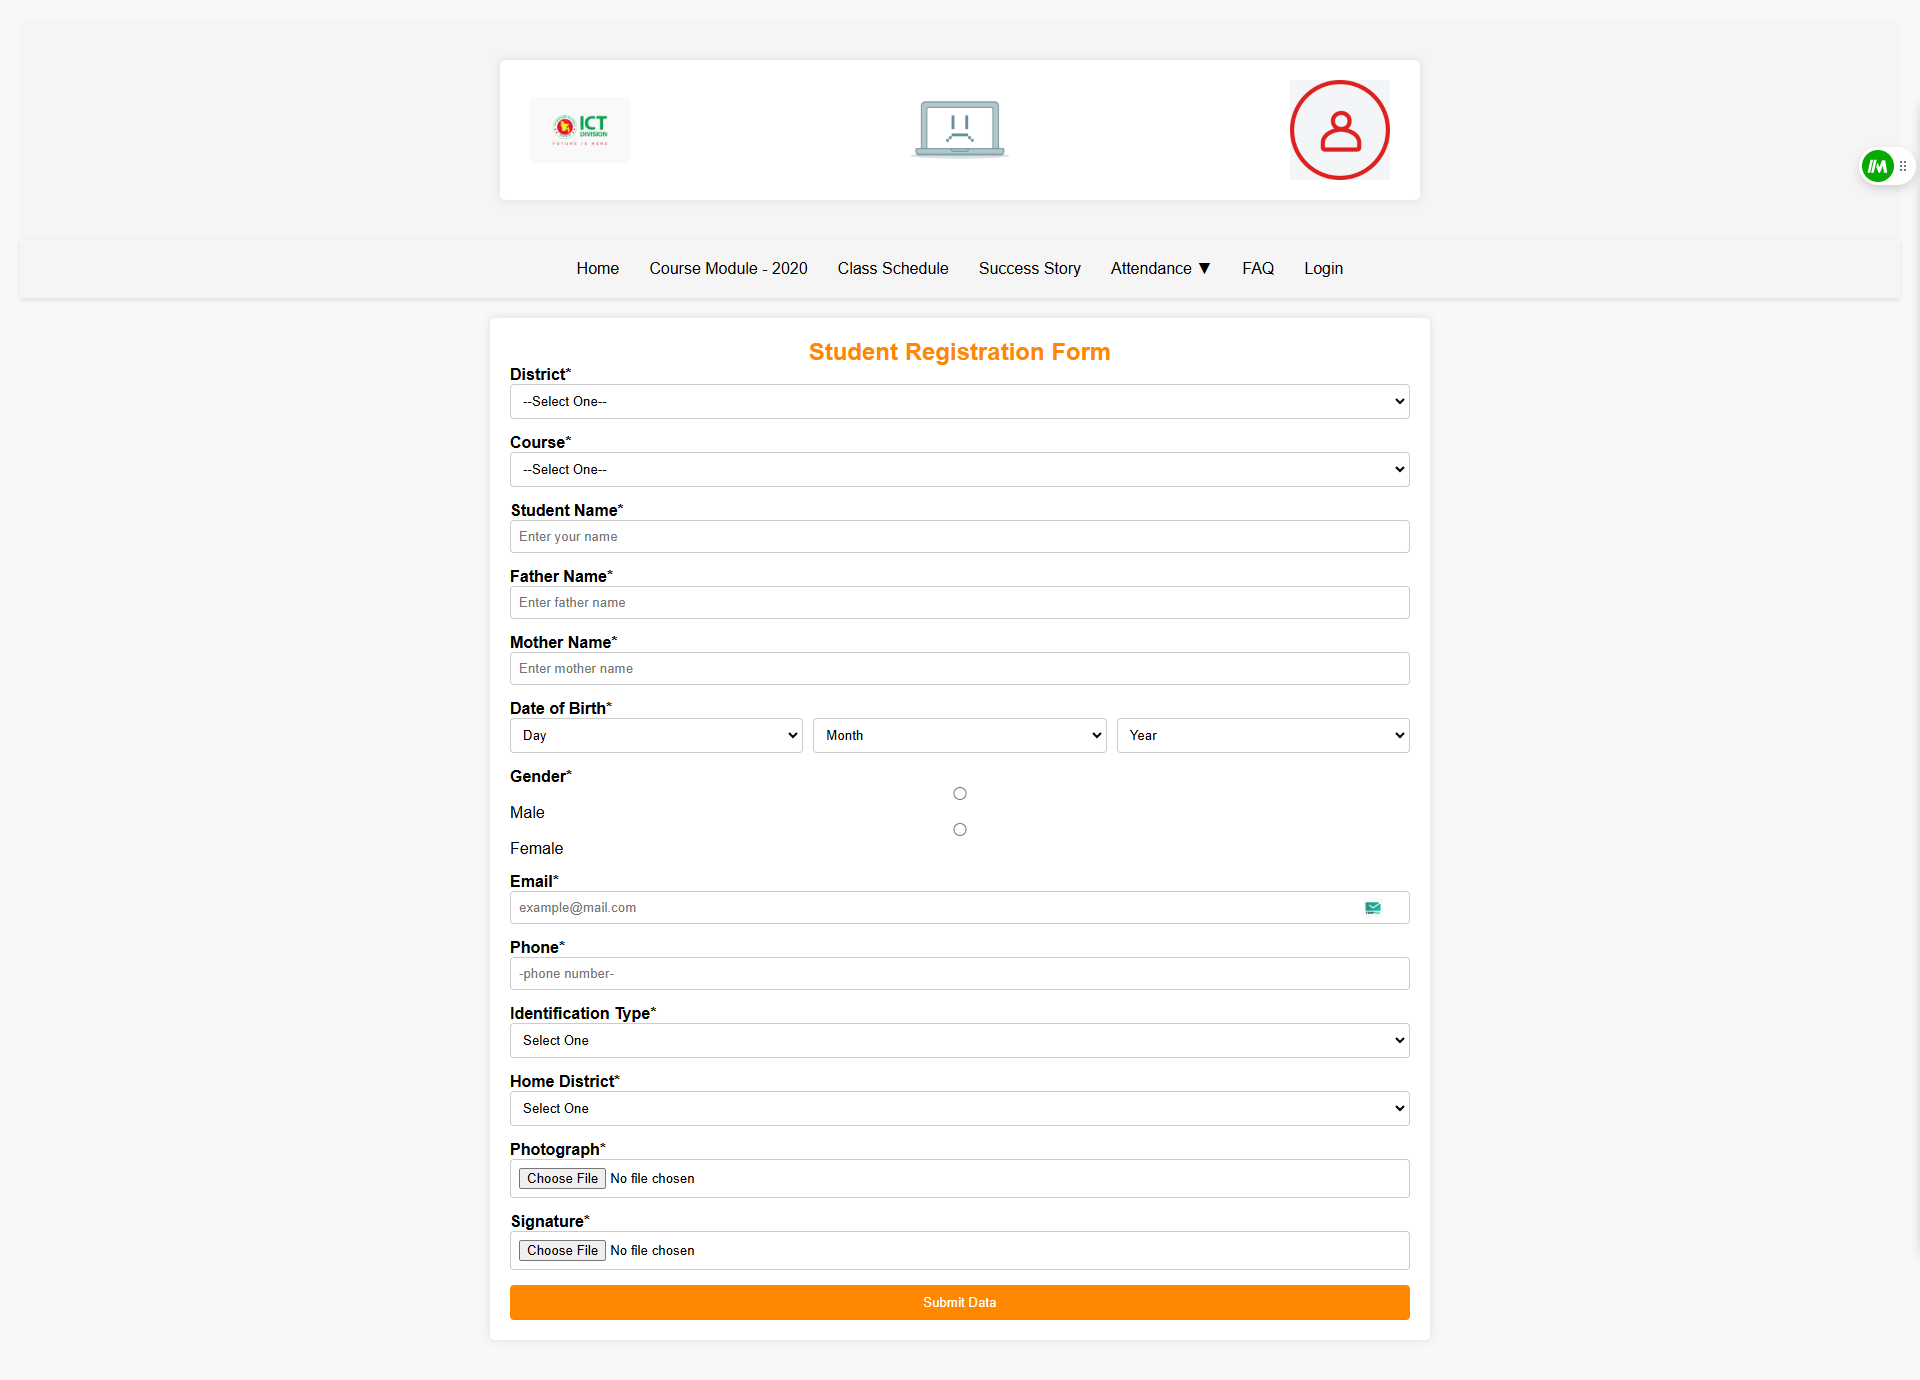 ICT
DIVISION
FUTURE IS HERE
Home Course Module - 2020 Class Schedule Success Story Attendance ▼ FAQ Login
Student Registration Form
District*
--Select One--
Course*
--Select One--
Student Name*
Enter your name
Father Name*
Enter father name
Mother Name*
Enter mother name
Date of Birth*
Day Month Year
Gender*
Male
Female
Email*
example@mail.com
Phone*
-phone number-
Identification Type*
Select One
Home District*
Select One
Photograph*
Choose File No file chosen
Signature*
Choose File No file chosen
Submit Data